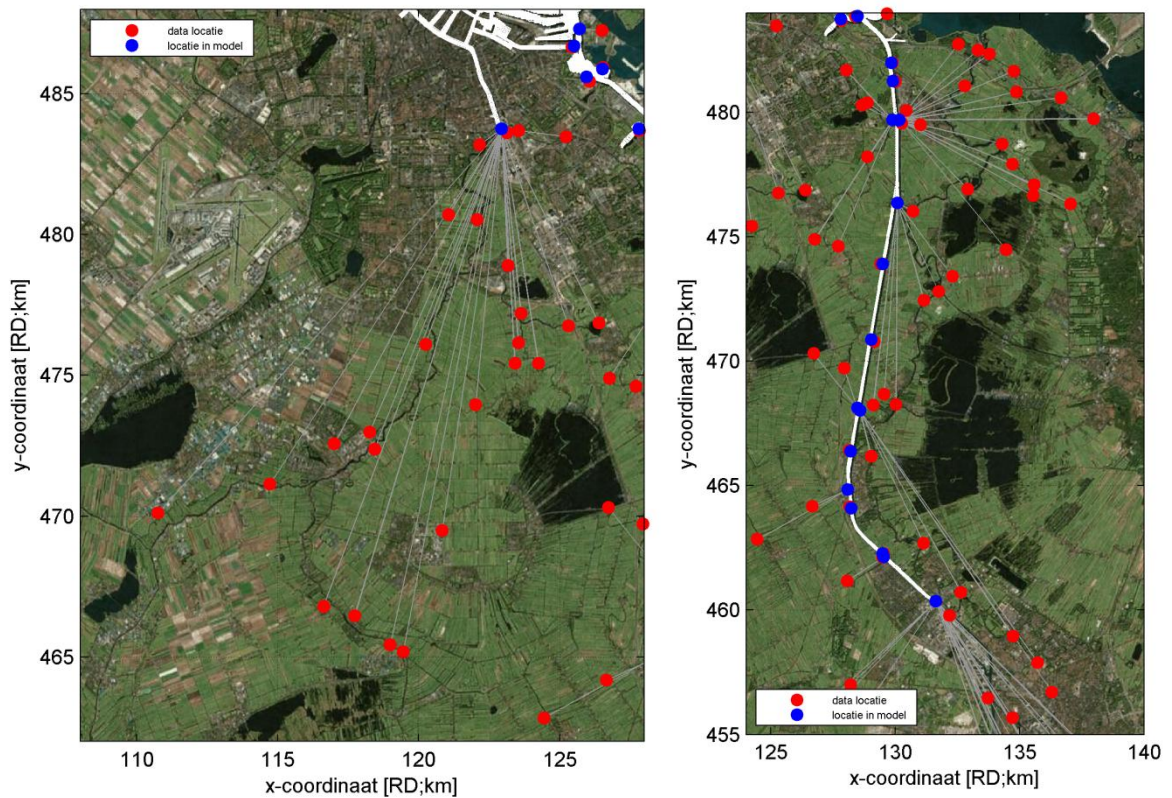 data locatie
locatie in model
485
480
475
470
465
110
115
120
125
x-coordinaat [RD;km]
y-coordinaat [RD;km]
480
475
470
465
460
455
data locatie
locatie in model
125
130
135
140
x-coordinaat [RD;km]
y-coordinaat [RD;km]